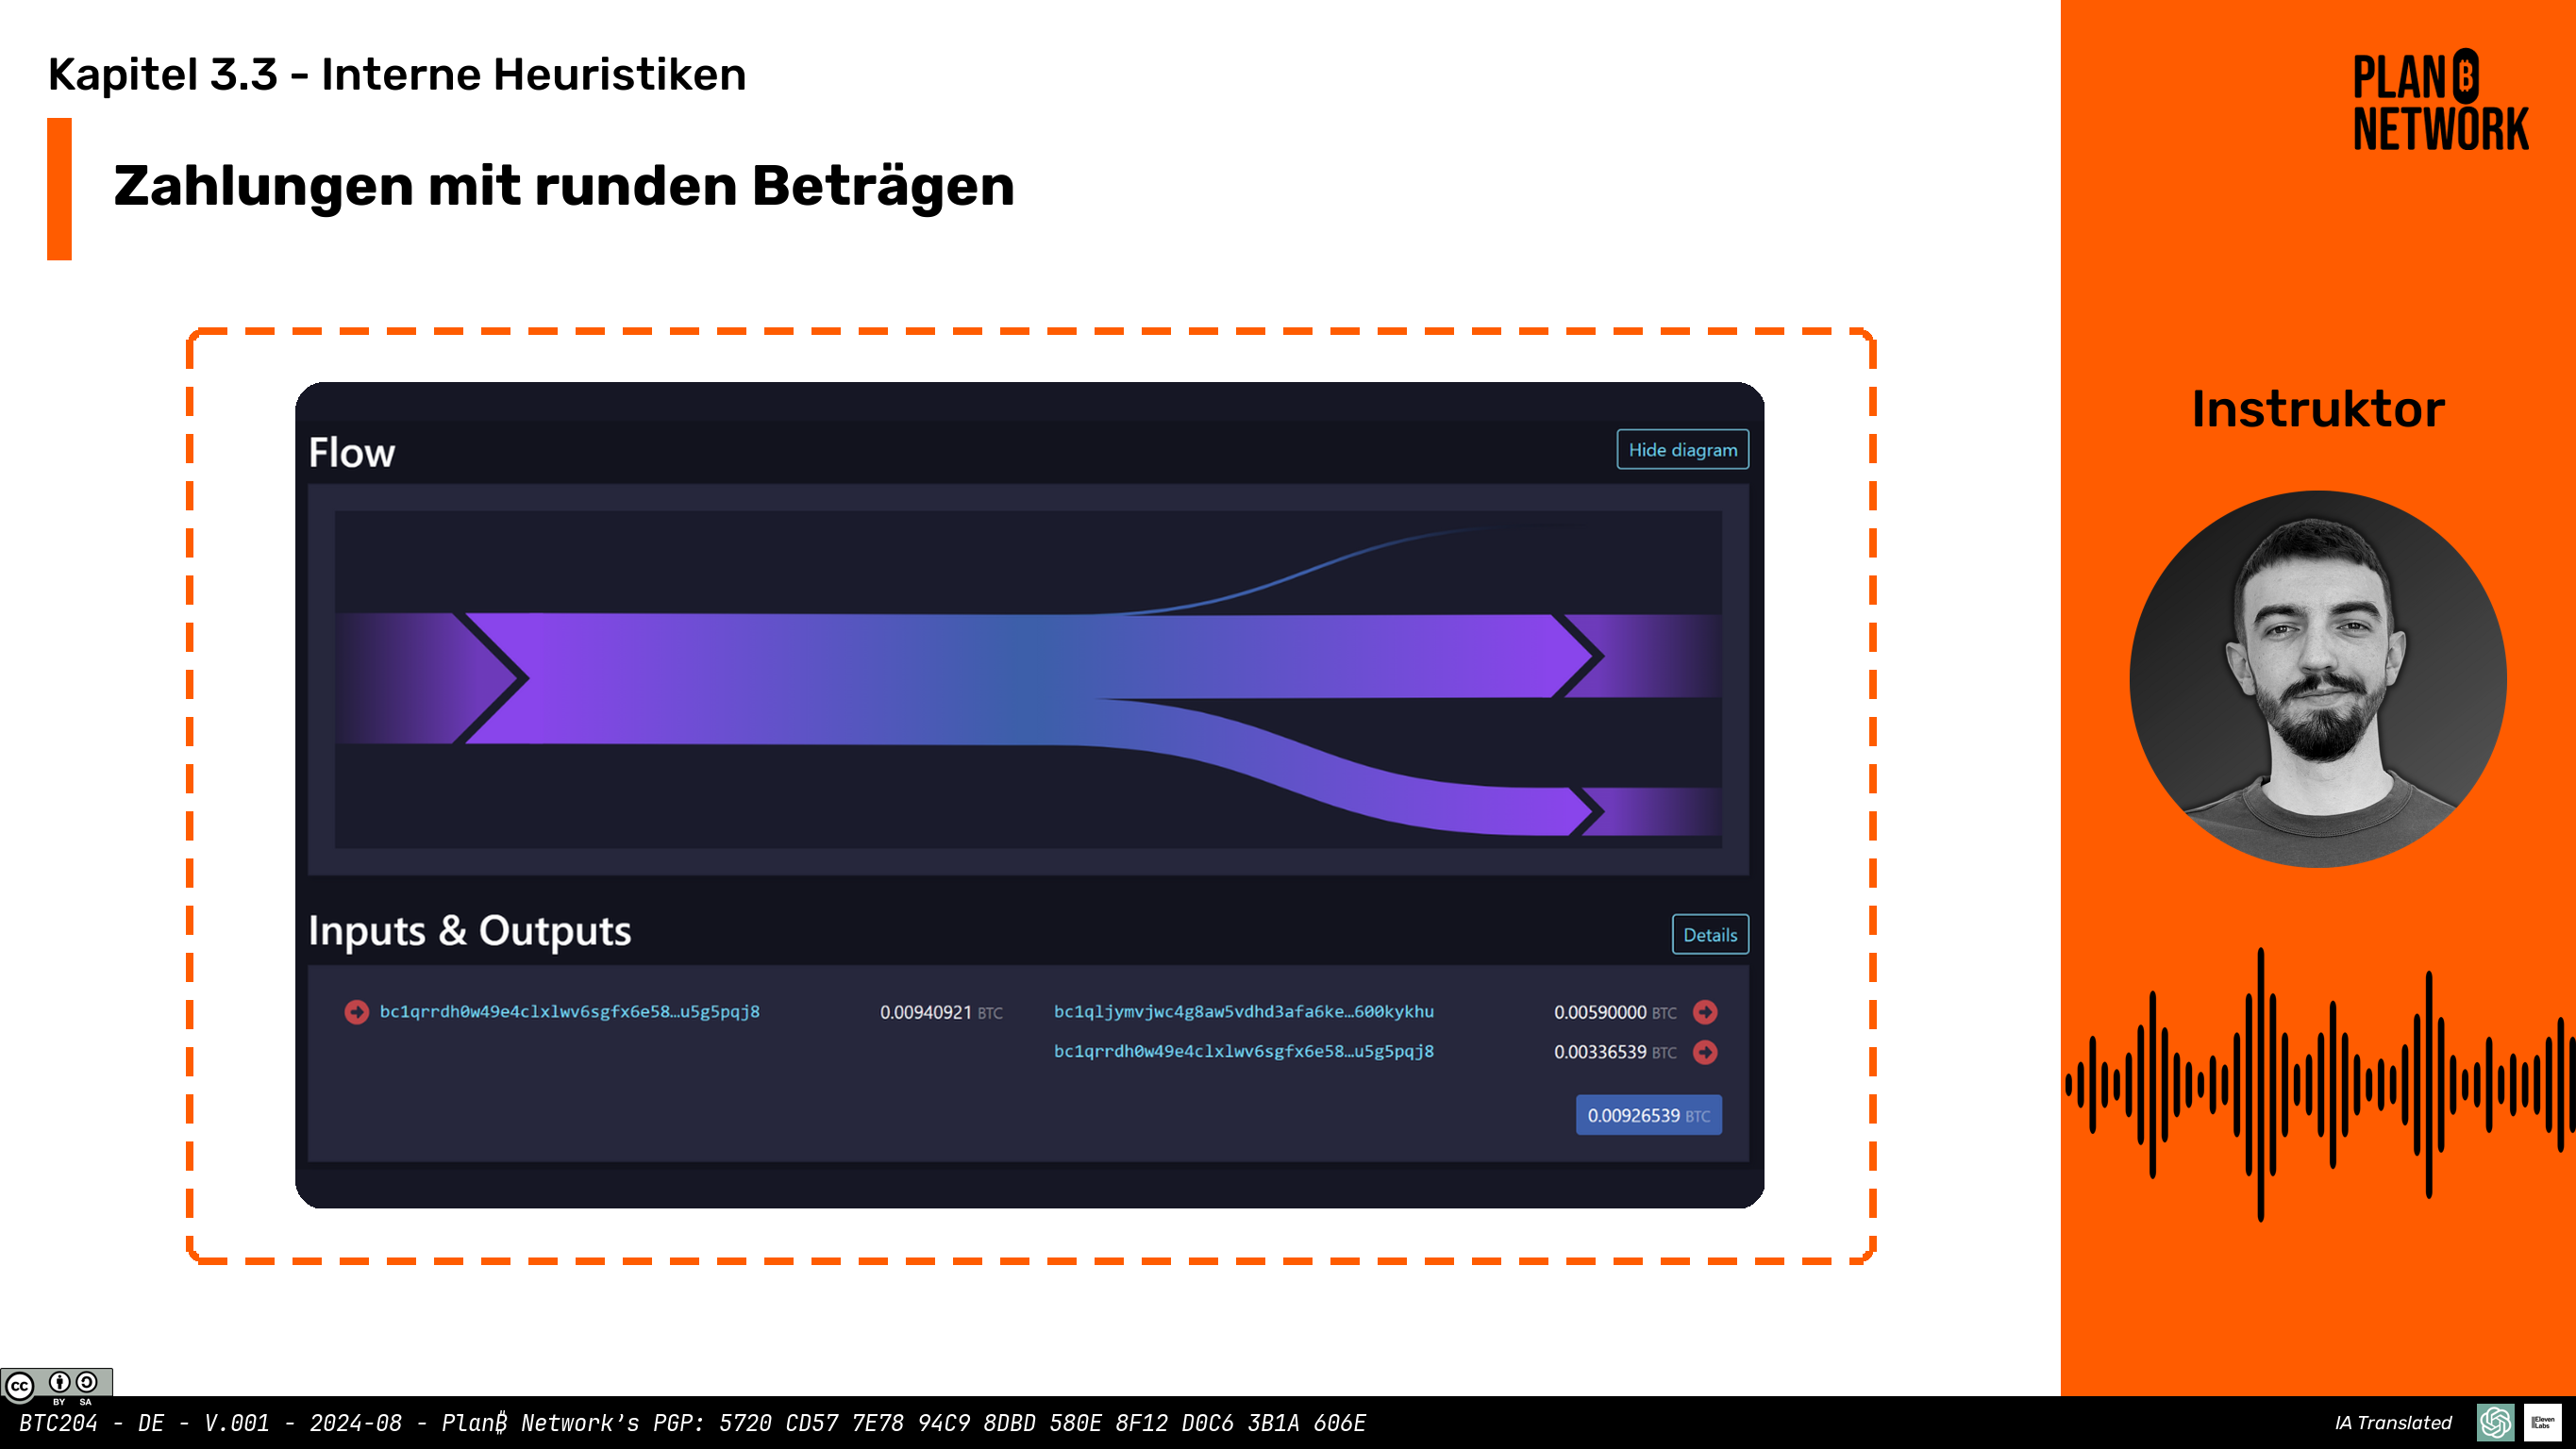 Kapitel 3.3 - Interne Heuristiken
Zahlungen mit runden Beträgen
PLAN ₿
NETWORK
Instruktor
Flow
Hide diagram
Inputs & Outputs
Details
bc1qrrdh0w49e4clxlwv6sgfx6e58…u5g5pqj8 0.00940921 BTC
bc1qljymvjwc4g8aw5vdhd3afa6ke…600kykhu 0.00590000 BTC
bc1qrrdh0w49e4clxlwv6sgfx6e58…u5g5pqj8 0.00336539 BTC
0.00926539 BTC
cc BY SA
BTC204 - DE - V.001 - 2024-08 - Plan₿ Network's PGP: 5720 CD57 7E78 94C9 8DBD 580E 8F12 D0C6 3B1A 606E
IA Translated
ElevenLabs